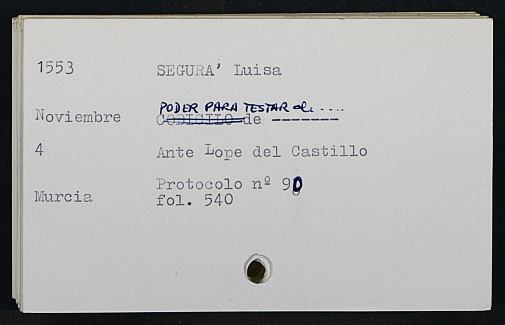 1553 SEGURA' Luisa
PODER PARA TESTAR de ....
Noviembre CODICILO de -------
4 Ante Lope del Castillo
Protocolo nº 90
Murcia fol. 540